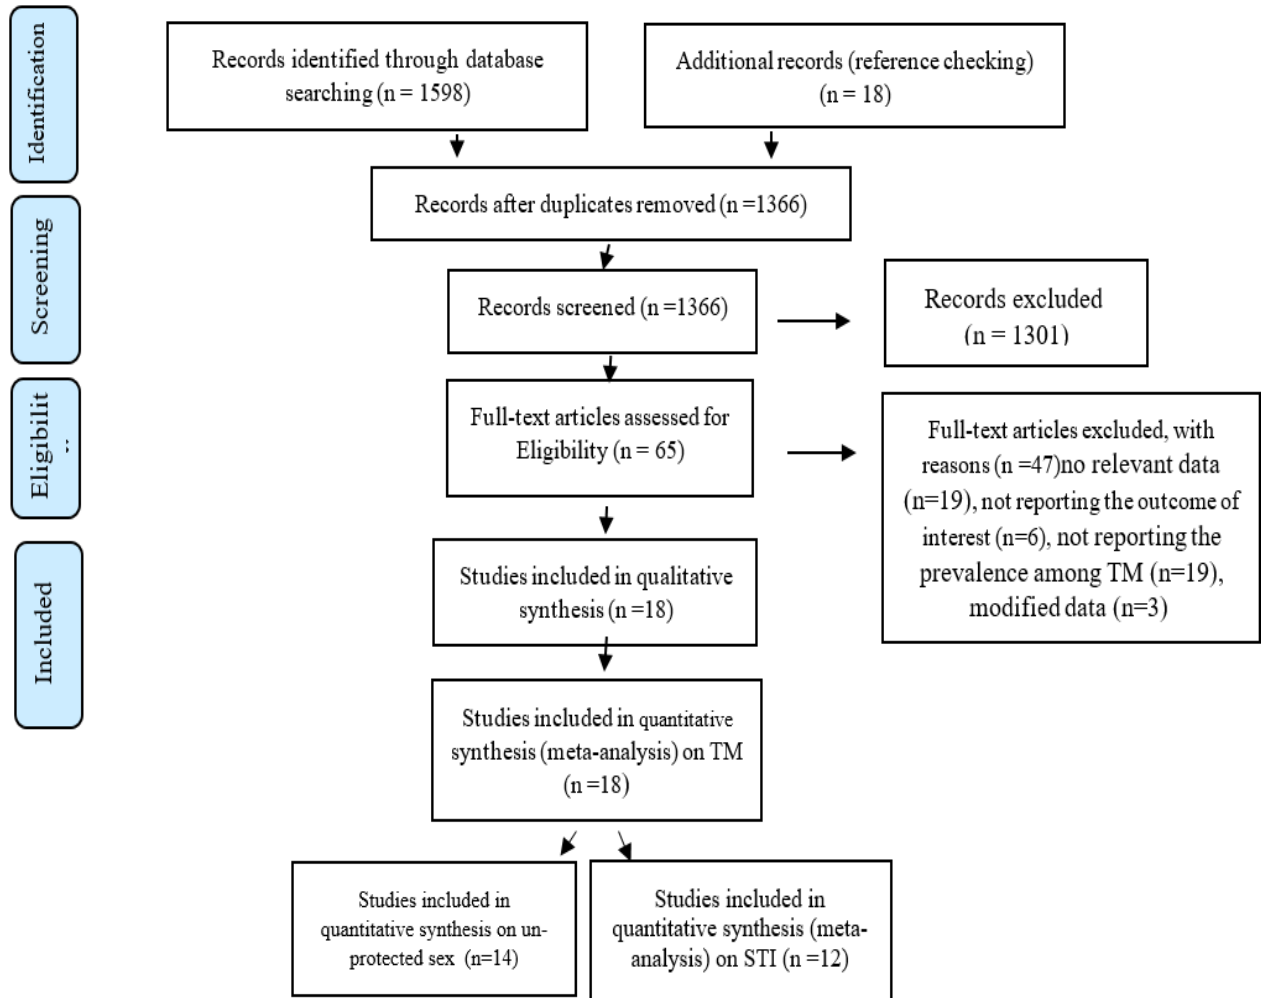 Identification
Records identified through database
searching (n = 1598)
Additional records (reference checking)
(n = 18)
Records after duplicates removed (n =1366)
Screening
Records screened (n =1366)
Records excluded
(n = 1301)
Eligibilit
Full-text articles assessed for
Eligibility (n = 65)
Full-text articles excluded, with
reasons (n =47)no relevant data
(n=19), not reporting the outcome of
interest (n=6), not reporting the
prevalence among TM (n=19),
modified data (n=3)
Included
Studies included in qualitative
synthesis (n =18)
Studies included in quantitative
synthesis (meta-analysis) on TM
(n =18)
Studies included in
quantitative synthesis on un-
protected sex (n=14)
Studies included in
quantitative synthesis (meta-
analysis) on STI (n =12)